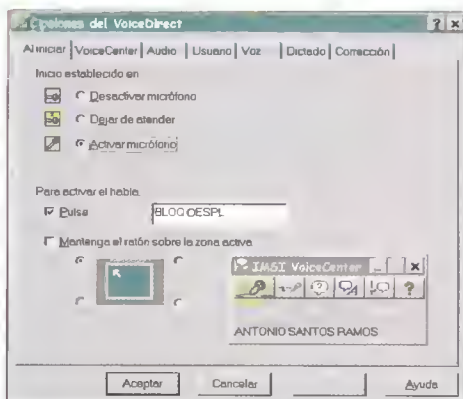 Opciones del VoiceDirect
Al iniciar VoiceCenter Audio Usuario Voz Dictado Corrección
Inicio establecido en
Desactivar micrófono
Dejar de atender
Activar micrófono
Para activar el habla.
Pulsa BLOQ DESPL
Mantenga el ratón sobre la zona activa
IMSI VoiceCenter
ANTONIO SANTOS RAMOS
Aceptar Cancelar Ayuda